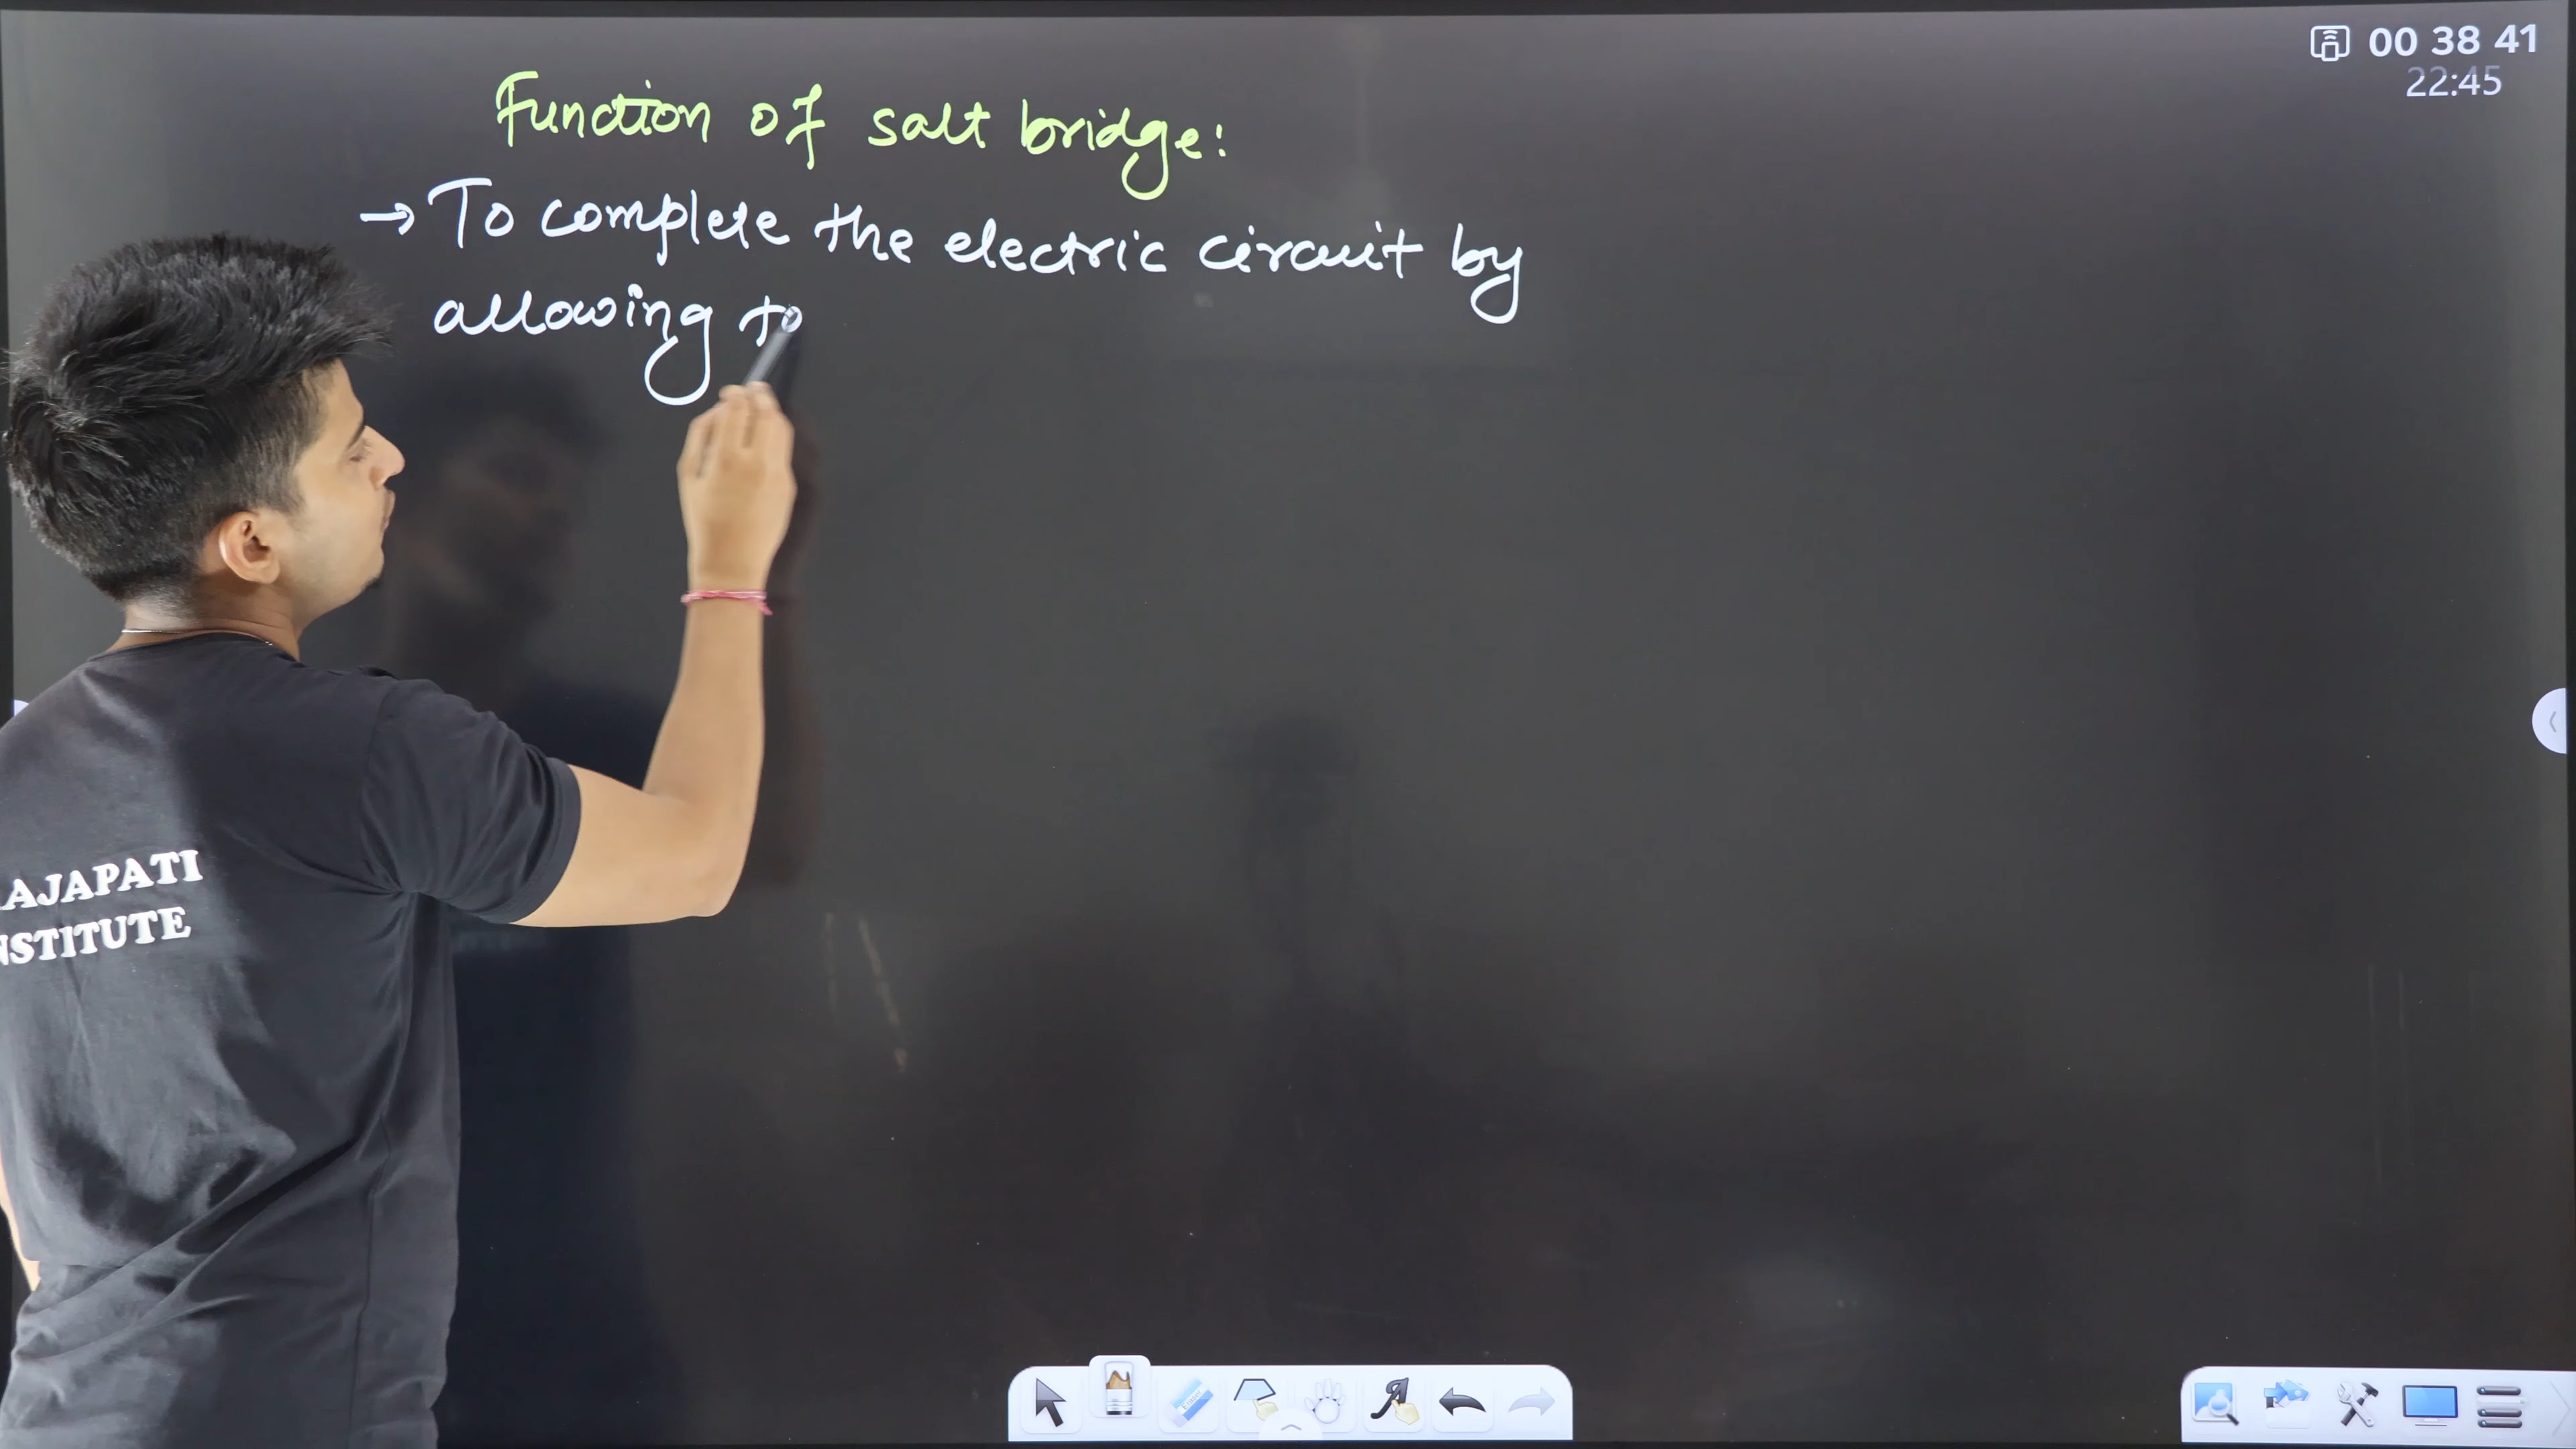 00 38 41
22:45
Function of salt bridge:
→ To complete the electric circuit by
allowing to
AJAPATI
NSTITUTE